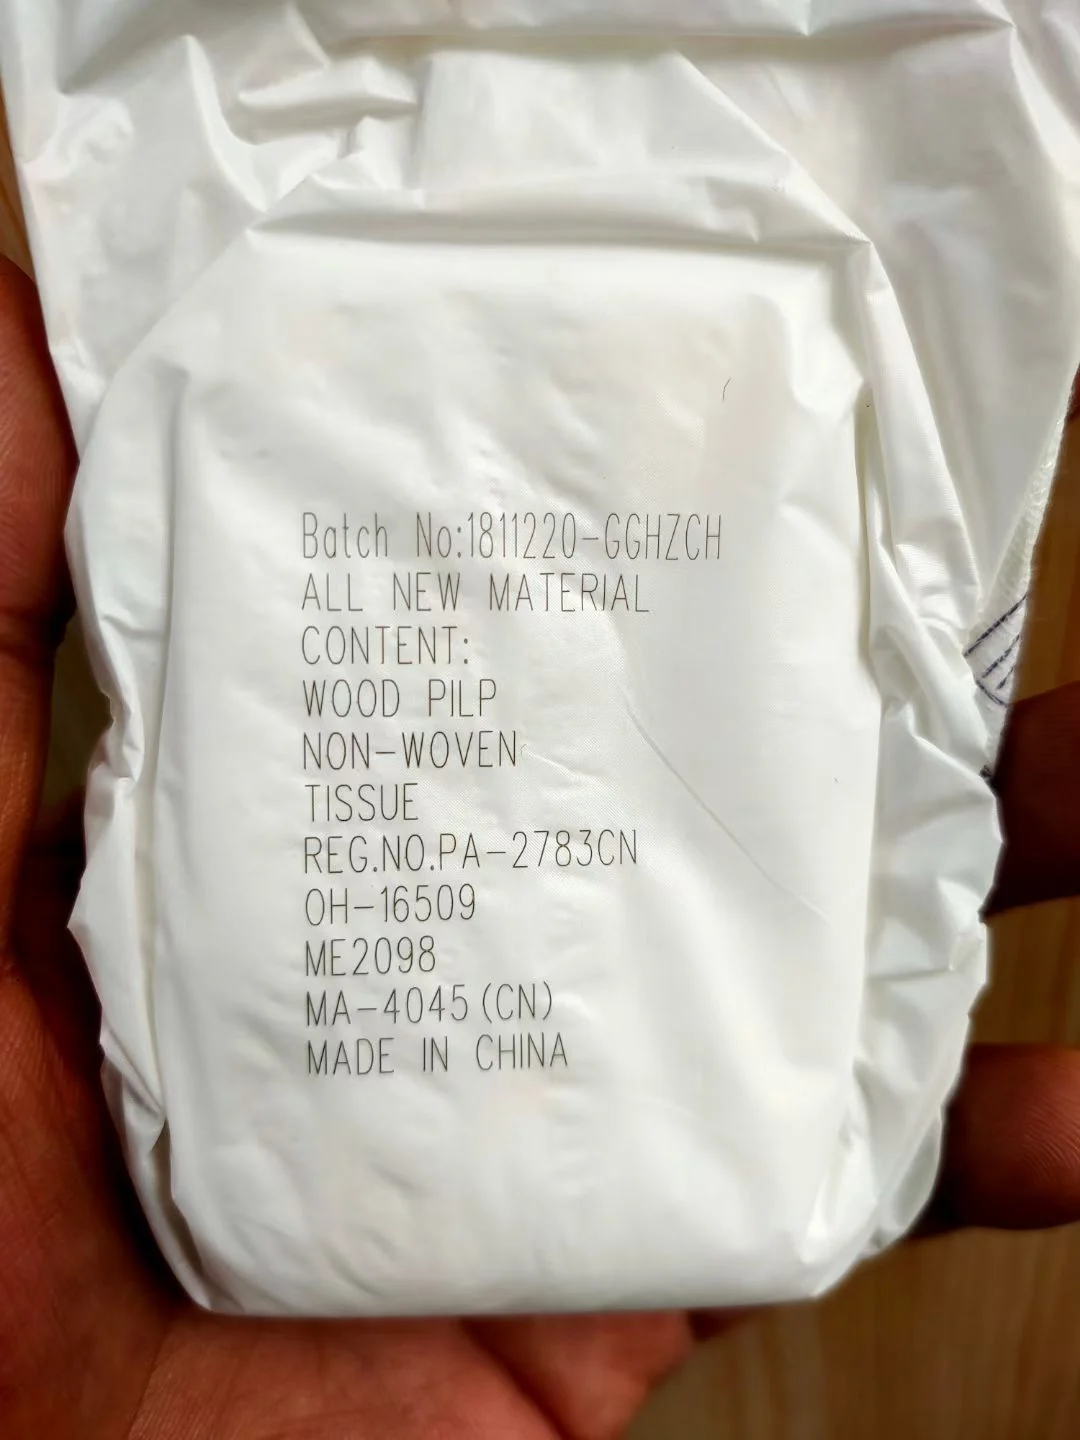 Batch No:1811220-GGHZCH
ALL NEW MATERIAL
CONTENT:
WOOD PILP
NON-WOVEN
TISSUE
REG.NO.PA-2783CN
OH-16509
ME2098
MA-4045(CN)
MADE IN CHINA